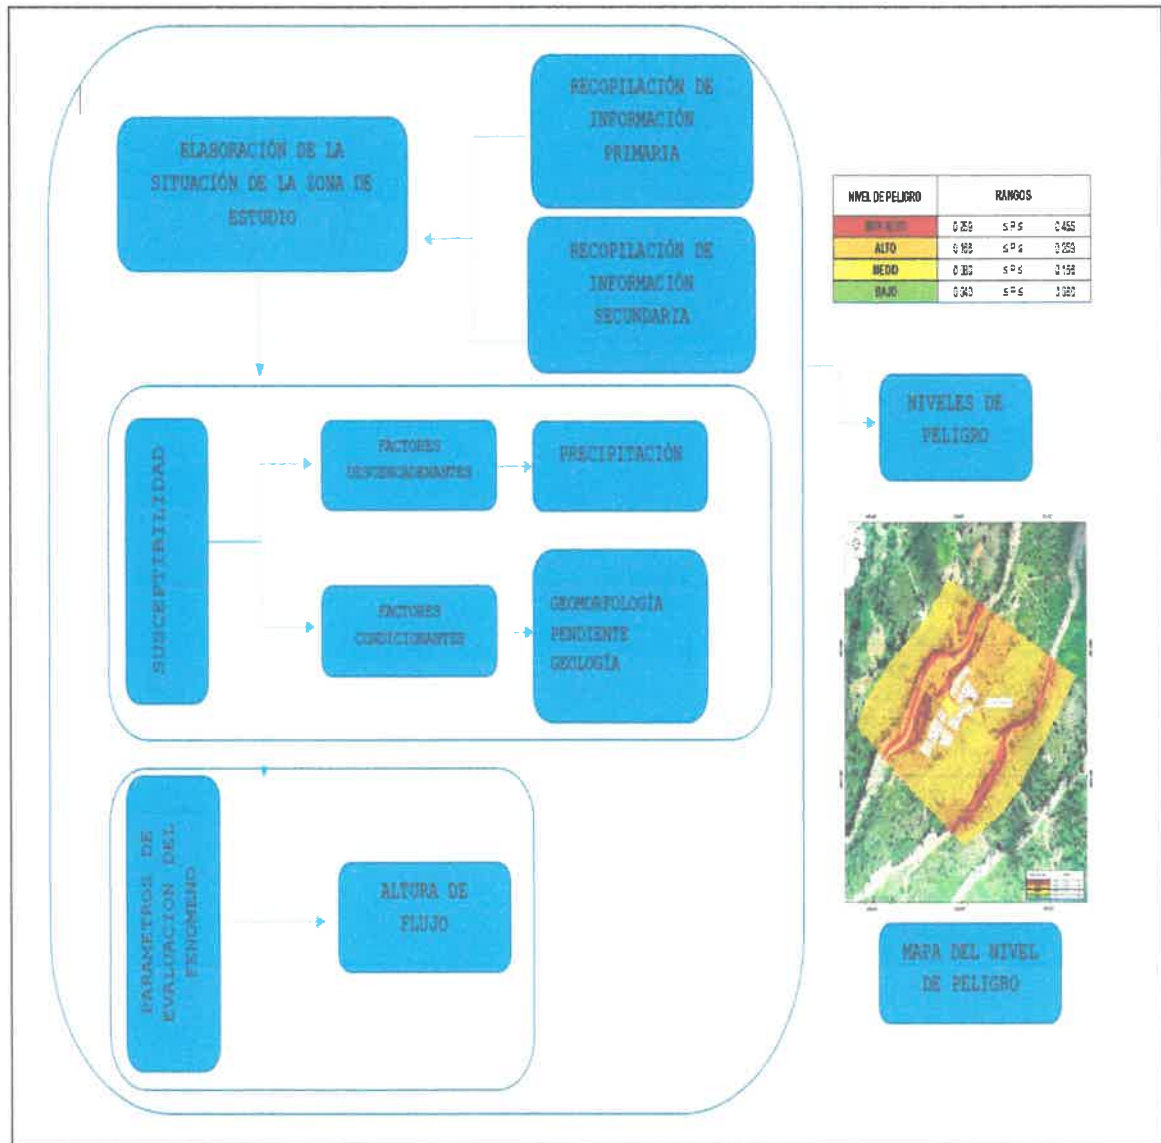 RECOPILACIÓN DE
INFORMACIÓN
PRIMARIA
ELABORACIÓN DE LA
SITUACIÓN DE LA ZONA DE
ESTUDIO
RECOPILACIÓN DE
INFORMACIÓN
SECUNDARIA
NIVEL DE PELIGRO RANGOS
ALTO
MEDIO
BAJO
NIVELES DE
PELIGRO
SUSCEPTIBILIDAD
FACTORES
DESCENCADENANTES
PRECIPITACIÓN
FACTORES
CONDICIONANTES
GEOMORFOLOGÍA
PENDIENTE
GEOLOGÍA
PARAMETROS DE
EVALUACION DEL
FENOMENO
ALTURA DE
FLUJO
MAPA DEL NIVEL
DE PELIGRO